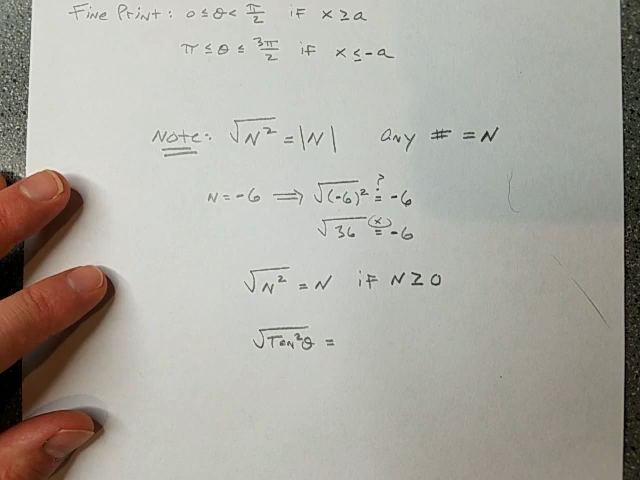 Fine Print: 0 ≤ θ < π/2 if x ≥ a
π ≤ θ ≤ 3π/2 if x ≤ -a
Note: √N² = |N| any # = N
N = -6 ⟹ √(-6)² ≟ -6
√36 = (x) -6
√N² = N if N ≥ 0
√Tan²θ =